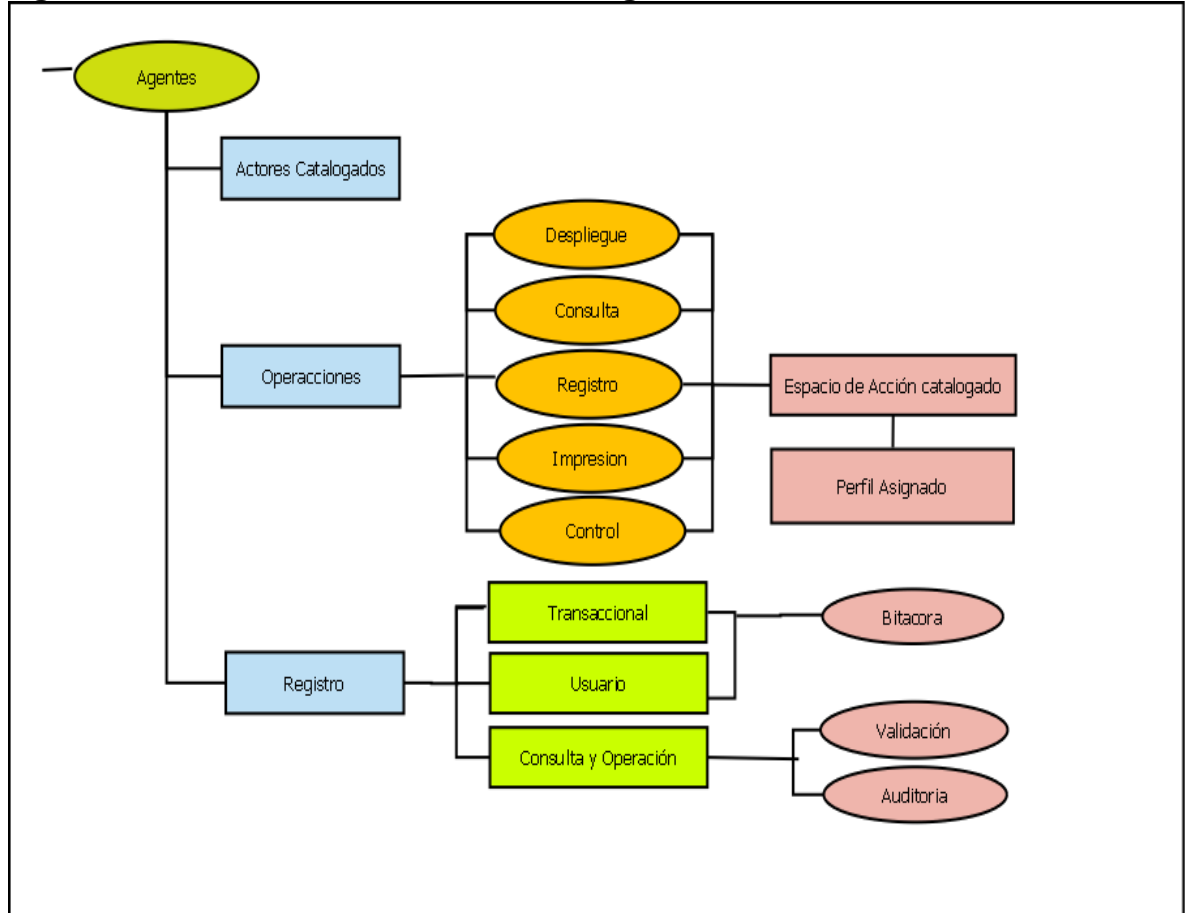 Agentes
Actores Catalogados
Despliegue
Consulta
Operacciones
Registro
Espacio de Acción catalogado
Impresion
Perfil Asignado
Control
Transaccional
Bitacora
Registro
Usuario
Validación
Consulta y Operación
Auditoria